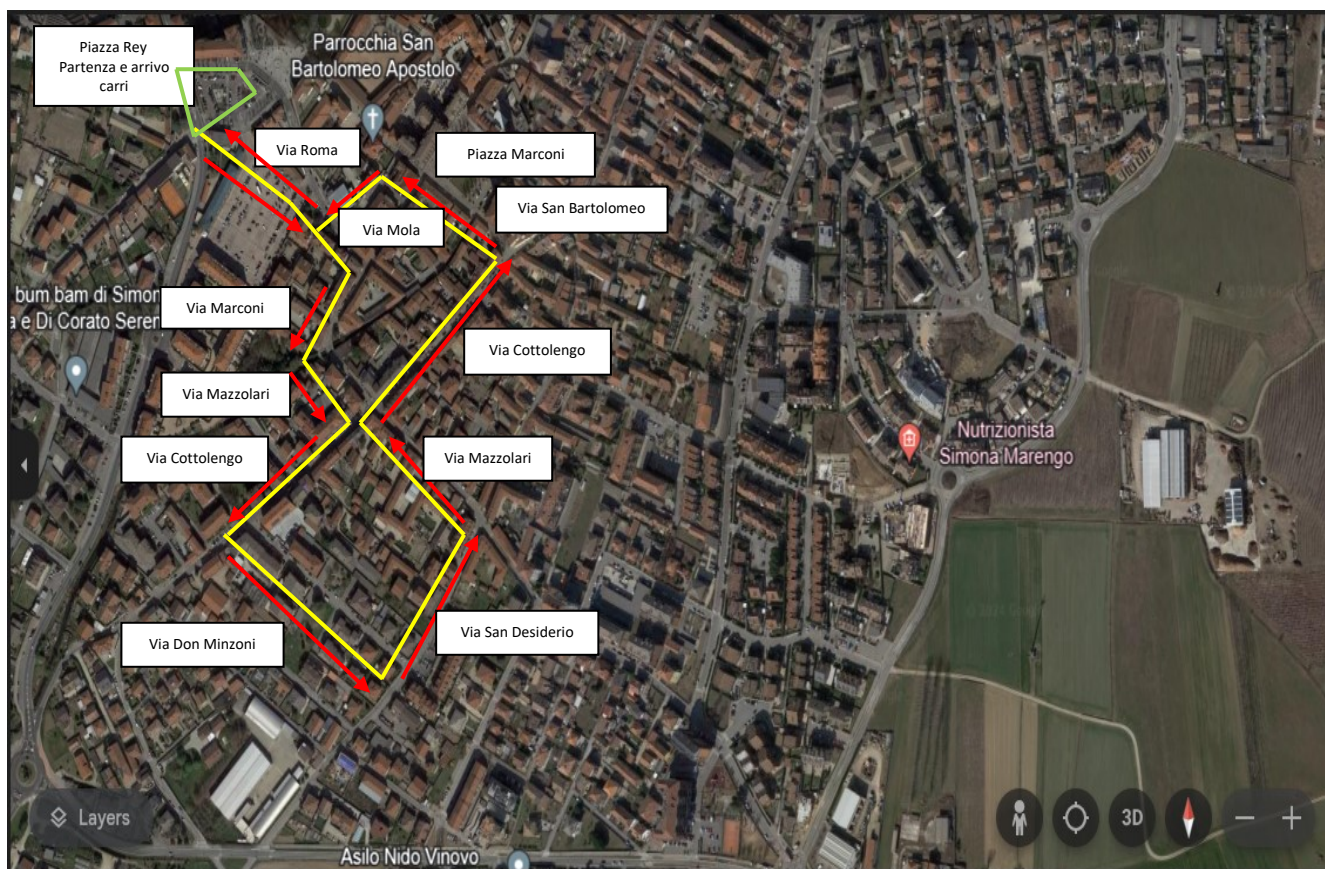 Piazza Rey
Partenza e arrivo
carri
Parrocchia San
Bartolomeo Apostolo
Via Roma
Piazza Marconi
Via San Bartolomeo
Via Mola
bum bam di Simon
a e Di Corato Seren
Via Marconi
Via Cottolengo
Via Mazzolari
Via Cottolengo
Via Mazzolari
Nutrizionista
Simona Marengo
Via Don Minzoni
Via San Desiderio
Layers
3D
Asilo Nido Vinovo